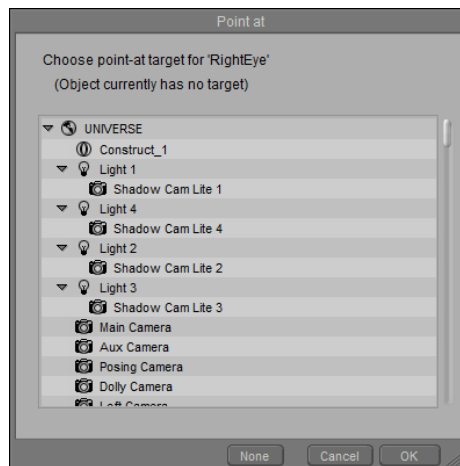 Point at
Choose point-at target for 'RightEye'
(Object currently has no target)
UNIVERSE
Construct_1
Light 1
Shadow Cam Lite 1
Light 4
Shadow Cam Lite 4
Light 2
Shadow Cam Lite 2
Light 3
Shadow Cam Lite 3
Main Camera
Aux Camera
Posing Camera
Dolly Camera
Left Camera
None Cancel OK